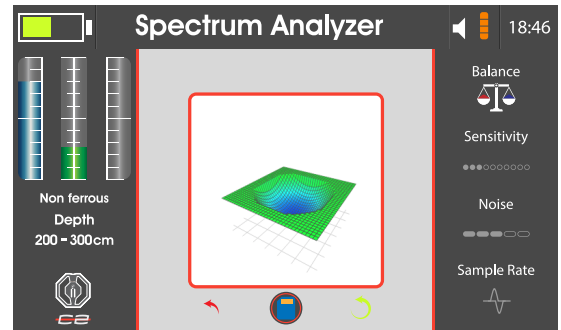 Spectrum Analyzer
18:46
Non ferrous
Depth
200 - 300cm
Balance
Sensitivity
Noise
Sample Rate